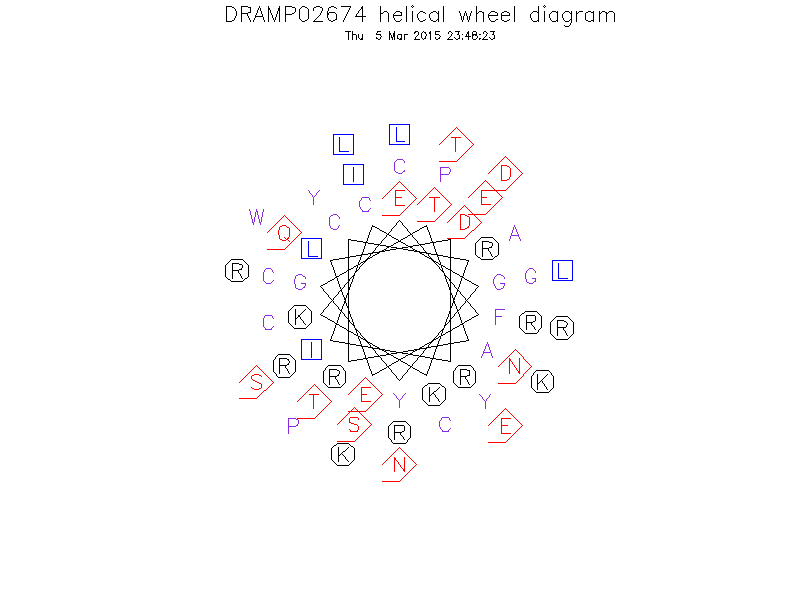 DRAMP02674 helical wheel diagram
Thu 5 Mar 2015 23:48:23
L L T
I C P D
Y C E T E
W Q C D A
L R
R C G G G L
C K F R R
I A
S R R R N K
T E Y K Y
P S R C E
K N